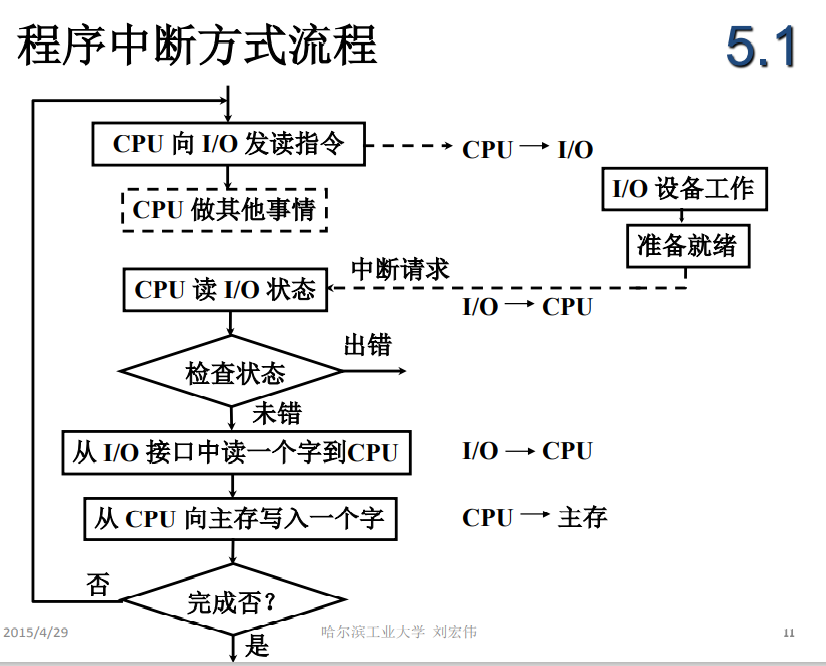 程序中断方式流程
5.1
CPU 向 I/O 发读指令
CPU → I/O
CPU 做其他事情
I/O 设备工作
准备就绪
中断请求
CPU 读 I/O 状态
I/O → CPU
检查状态
出错
未错
从 I/O 接口中读一个字到CPU
I/O → CPU
从 CPU 向主存写入一个字
CPU → 主存
完成否？
否
是
2015/4/29
哈尔滨工业大学 刘宏伟
11